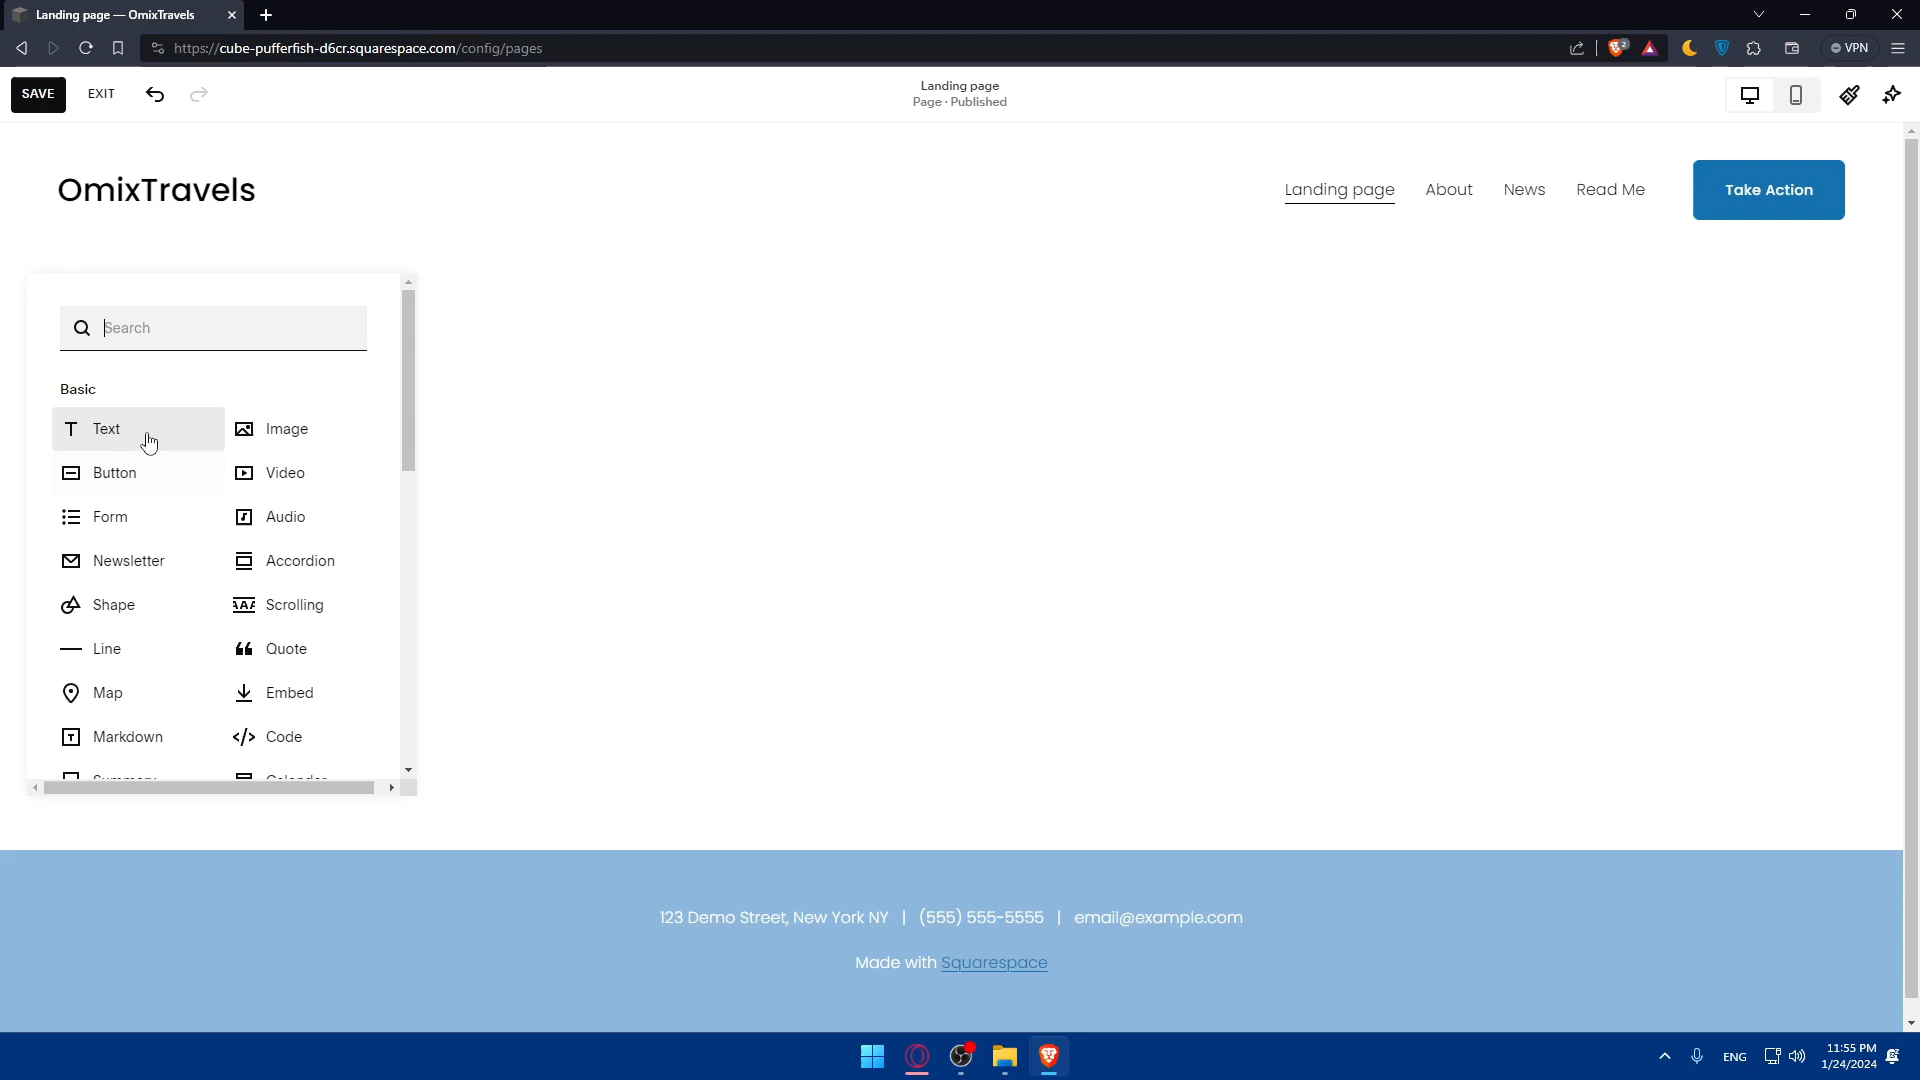 Landing page — OmixTravels
https://cube-pufferfish-d6cr.squarespace.com/config/pages
2
VPN
SAVE
EXIT
Landing page
Page · Published
OmixTravels
Landing page
About
News
Read Me
Take Action
Search
Basic
Text
Image
Button
Video
Form
Audio
Newsletter
Accordion
Shape
Scrolling
Line
Quote
Map
Embed
Markdown
Code
Summary
Calendar
123 Demo Street, New York NY | (555) 555-5555 | email@example.com
Made with Squarespace
ENG
11:55 PM
1/24/2024